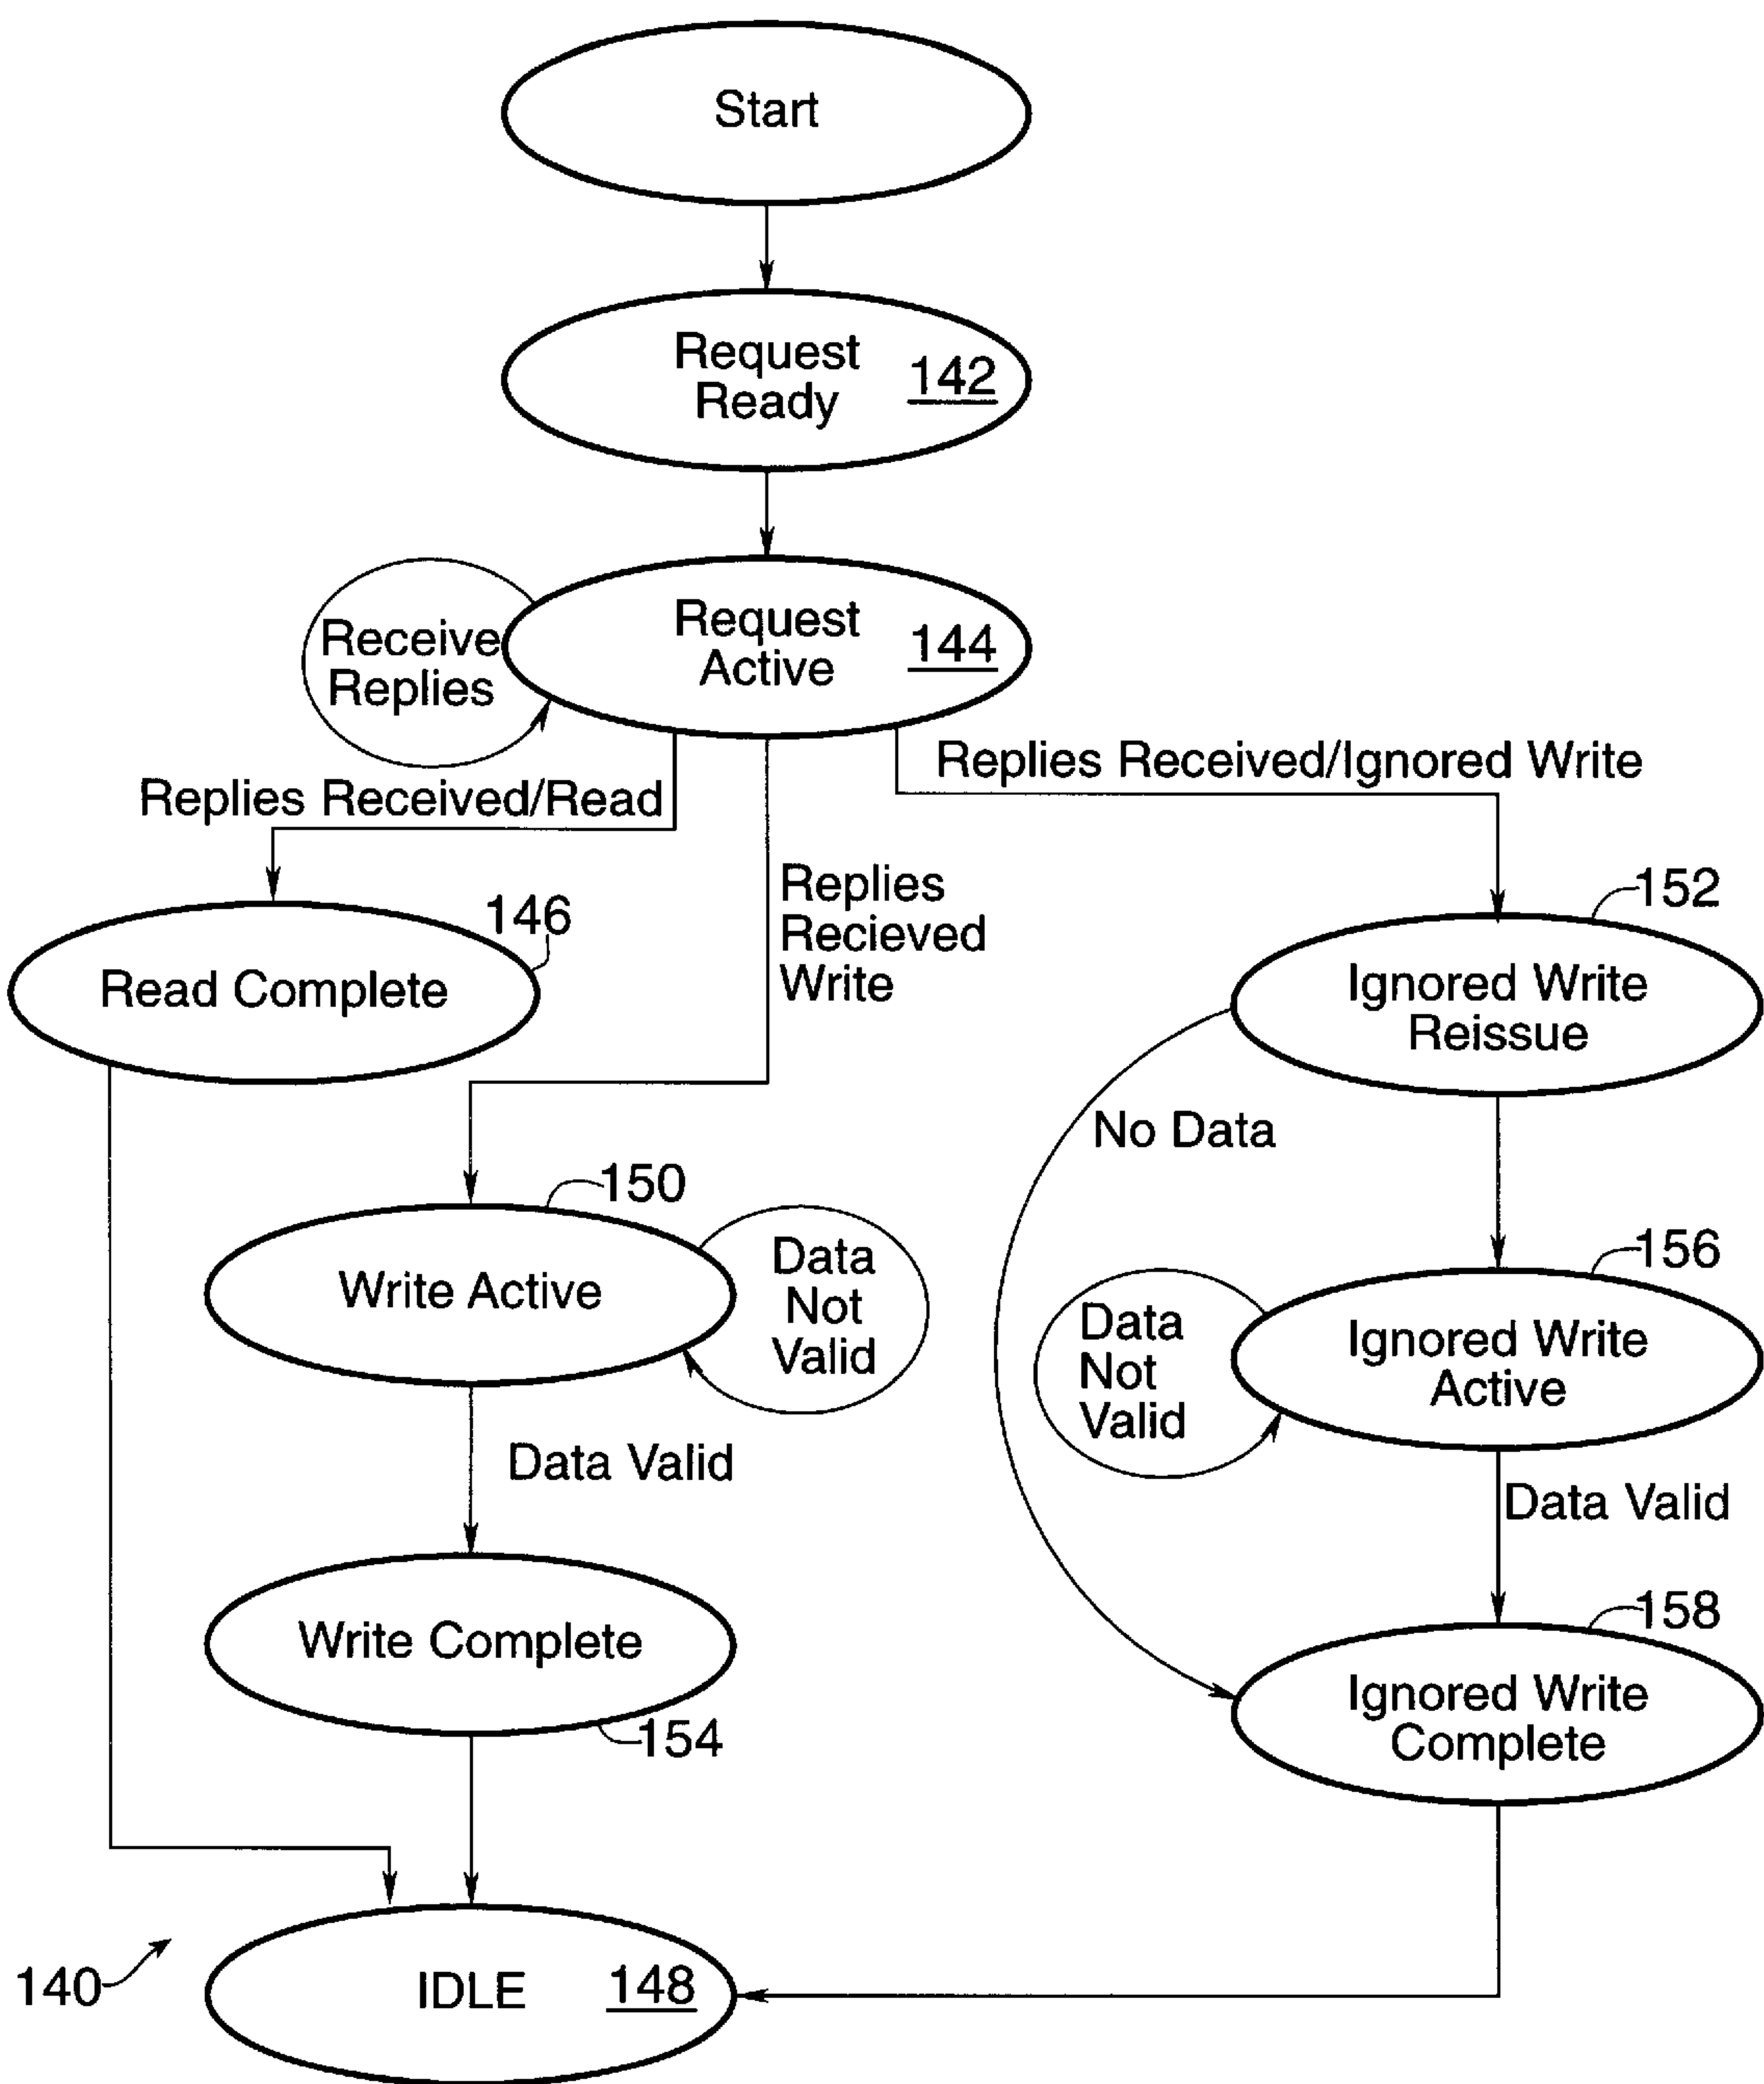 Start
Request
Ready
142
Request
Active
144
Receive
Replies
Replies Received/Read
Replies Received/Ignored Write
Replies
Recieved
Write
146
Read Complete
152
Ignored Write
Reissue
No Data
150
Write Active
Data
Not
Valid
156
Ignored Write
Active
Data
Not
Valid
Data Valid
Data Valid
Write Complete
154
158
Ignored Write
Complete
140
IDLE
148